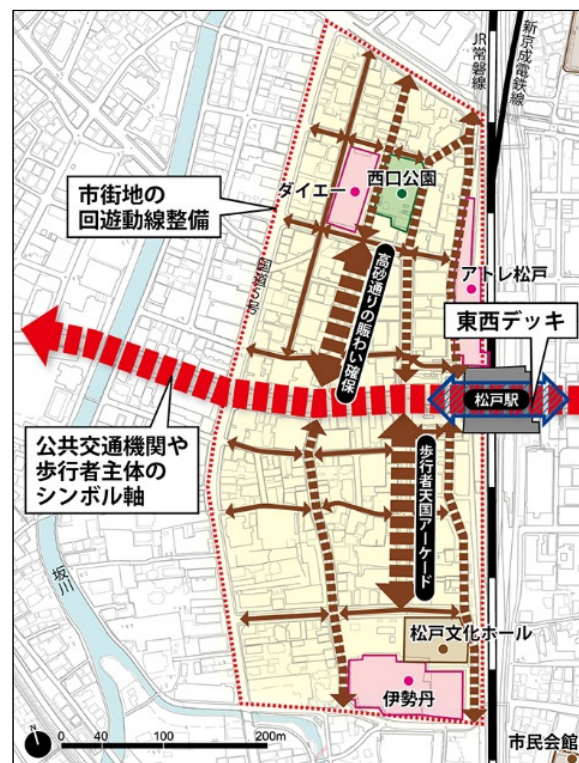 JR常磐線
新京成電鉄線
ダイエー
西口公園
市街地の
回遊動線整備
国道6号
アトレ松戸
高砂通りの賑わい確保
東西デッキ
松戸駅
公共交通機関や
歩行者主体の
シンボル軸
歩行者天国アーケード
坂川
松戸文化ホール
伊勢丹
市民会館
N
0 40 100 200m